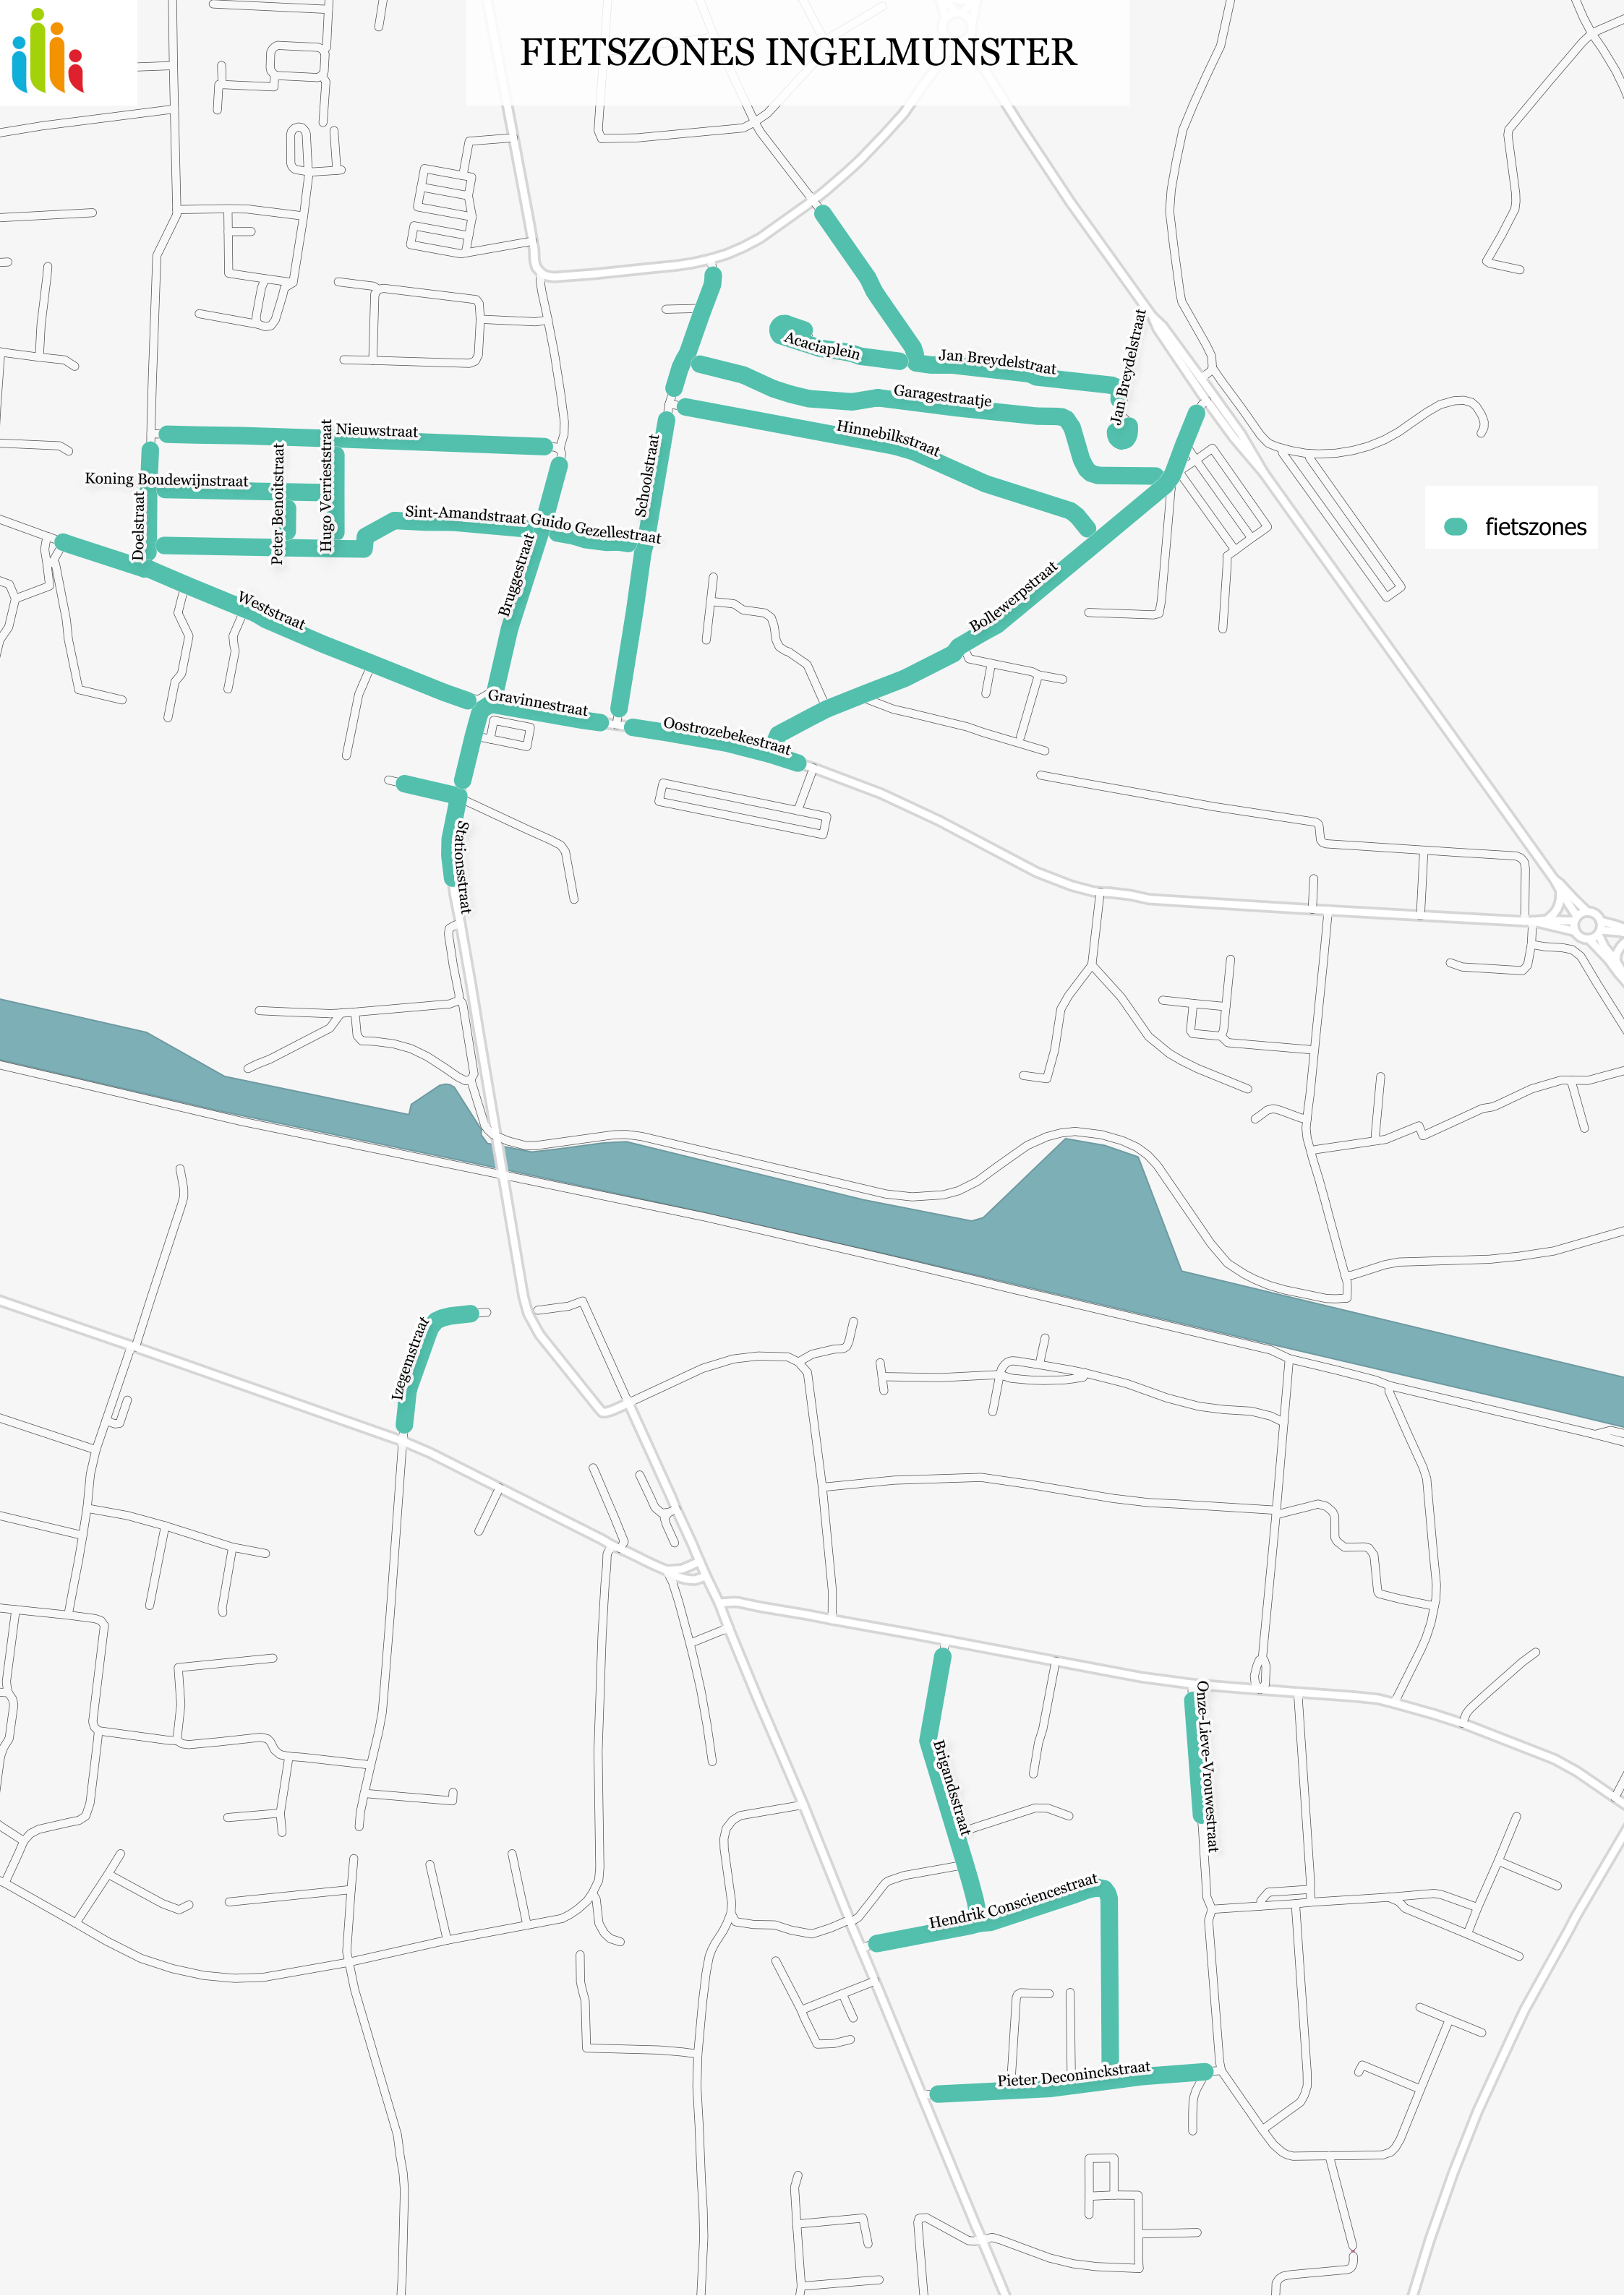 FIETSZONES INGELMUNSTER
Jan Breydelstraat
Acaciaplein
Jan Breydelstraat
Garagestraatje
Hinnebilkstraat
Nieuwstraat
Koning Boudewijnstraat
Doelstraat
Peter Benoitstraat
Hugo Verrieststraat
Schoolstraat
Sint-Amandstraat
Guido Gezellestraat
fietszones
Bruggestraat
Bollewerpstraat
Weststraat
Gravinnestraat
Oostrozebekestraat
Stationsstraat
Izegemstraat
Onze-Lieve-Vrouwestraat
Brigandsstraat
Hendrik Consciencestraat
Pieter Deconinckstraat